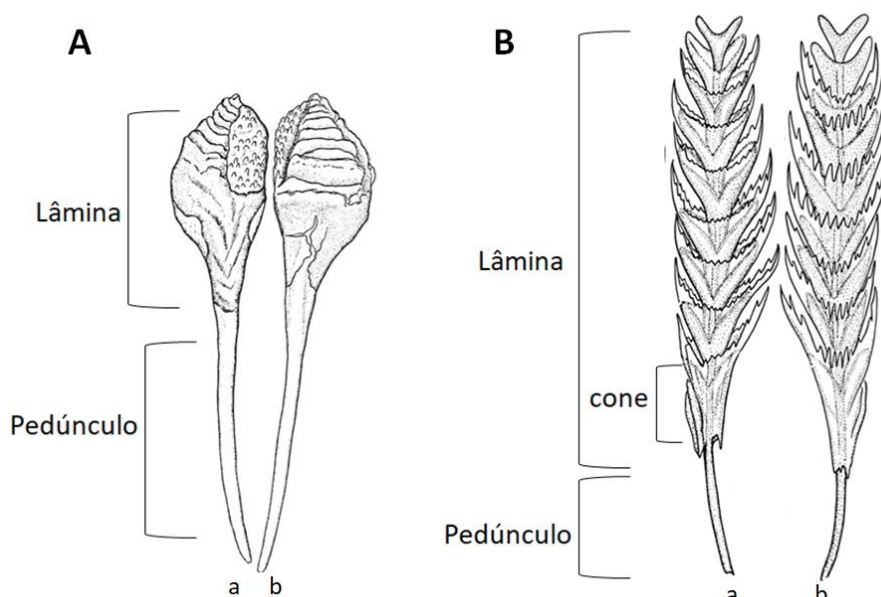 A
Lâmina
Pedúnculo
a b
B
Lâmina
cone
Pedúnculo
a b